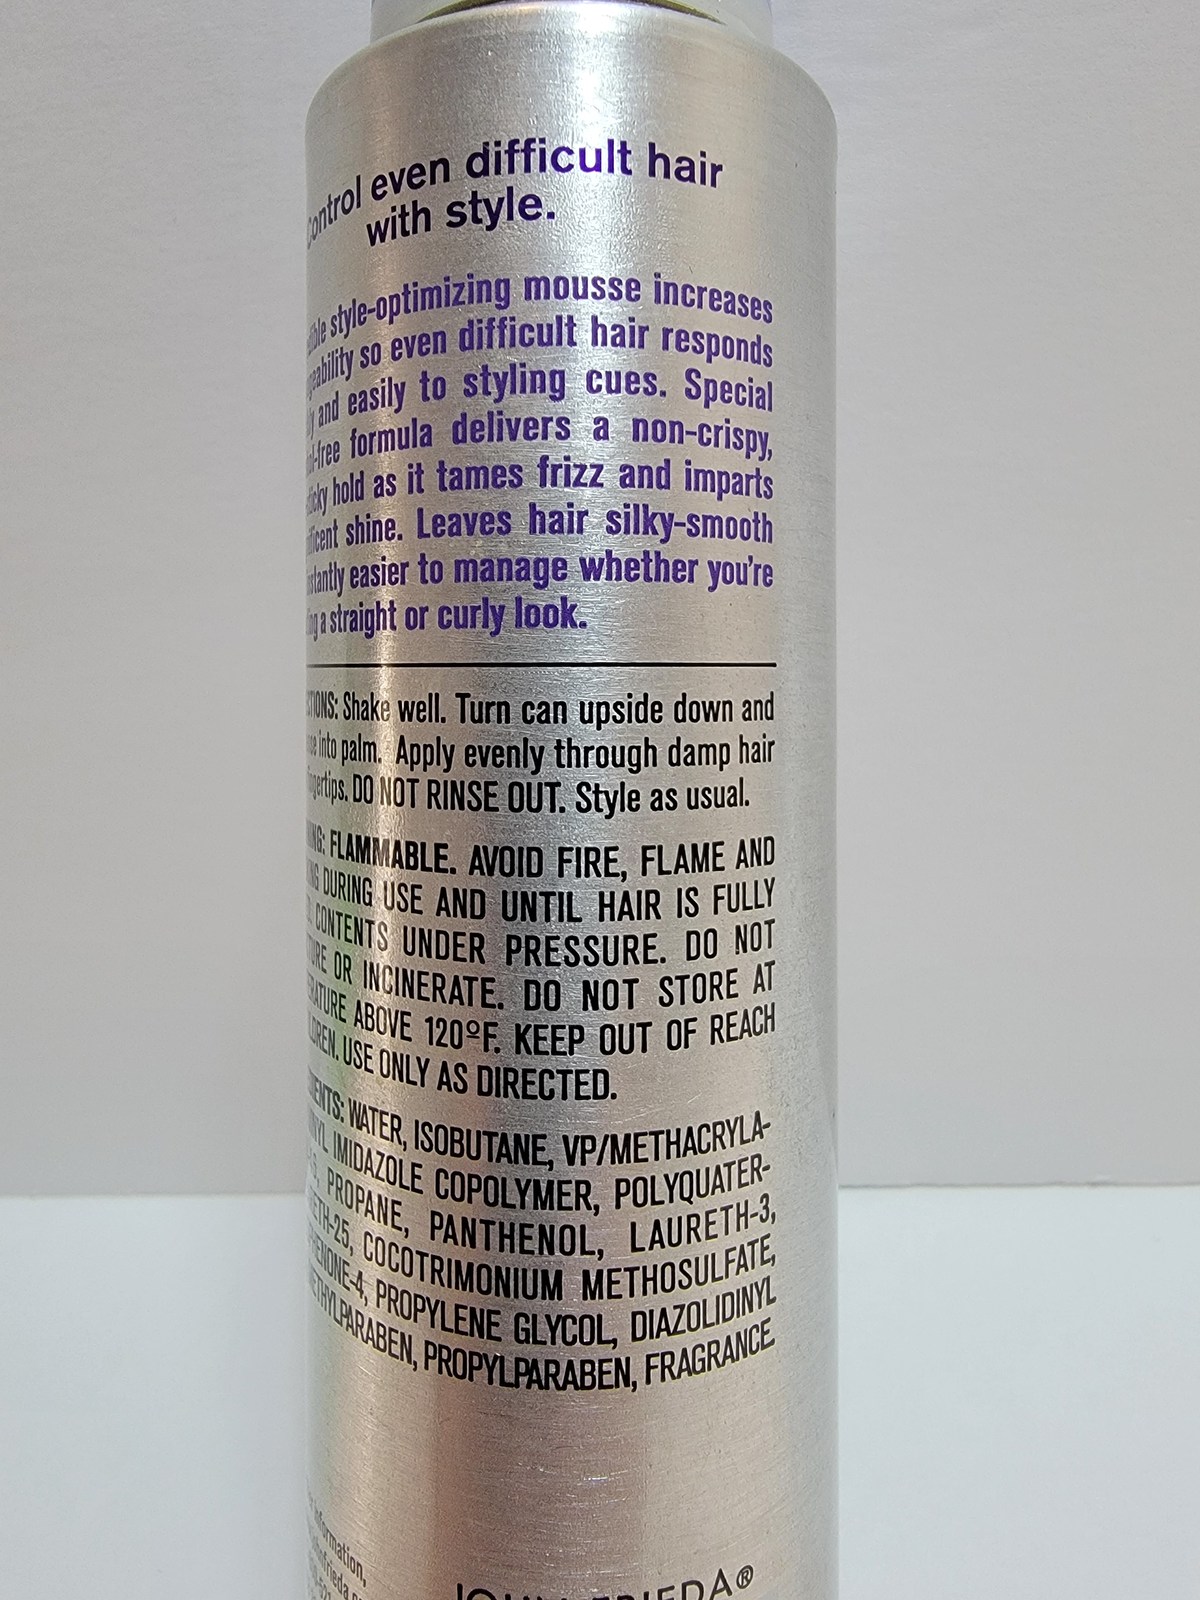 Control even difficult hair
with style.
style-optimizing mousse increases
so even difficult hair responds
and easily to styling cues. Special
formula delivers a non-crispy,
hold as it tames frizz and imparts
shine. Leaves hair silky-smooth
easier to manage whether you're
a straight or curly look.
Shake well. Turn can upside down and
into palm. Apply evenly through damp hair
DO NOT RINSE OUT. Style as usual.
FLAMMABLE. AVOID FIRE, FLAME AND
DURING USE AND UNTIL HAIR IS FULLY
CONTENTS UNDER PRESSURE. DO NOT
OR INCINERATE. DO NOT STORE AT
ABOVE 120ºF. KEEP OUT OF REACH
USE ONLY AS DIRECTED.
WATER, ISOBUTANE, VP/METHACRYLA-
IMIDAZOLE COPOLYMER, POLYQUATER-
PROPANE, PANTHENOL, LAURETH-3,
COCOTRIMONIUM METHOSULFATE,
PROPYLENE GLYCOL, DIAZOLIDINYL
PROPYLPARABEN, FRAGRANCE.
information,
JOHN FRIEDA®